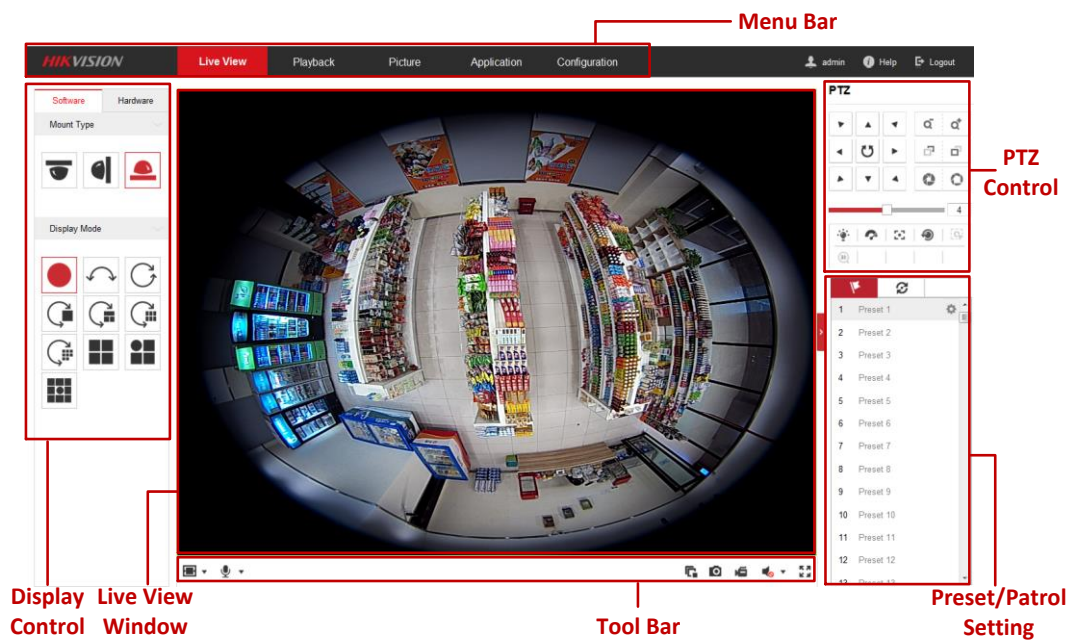 Menu Bar
HIKVISION
Live View
Playback
Picture
Application
Configuration
admin
Help
Logout
Software
Hardware
Mount Type
Display Mode
PTZ
4
PTZ
Control
1 Preset 1
2 Preset 2
3 Preset 3
4 Preset 4
5 Preset 5
6 Preset 6
7 Preset 7
8 Preset 8
9 Preset 9
10 Preset 10
11 Preset 11
12 Preset 12
13 Preset 13
Display
Control
Live View
Window
Tool Bar
Preset/Patrol
Setting